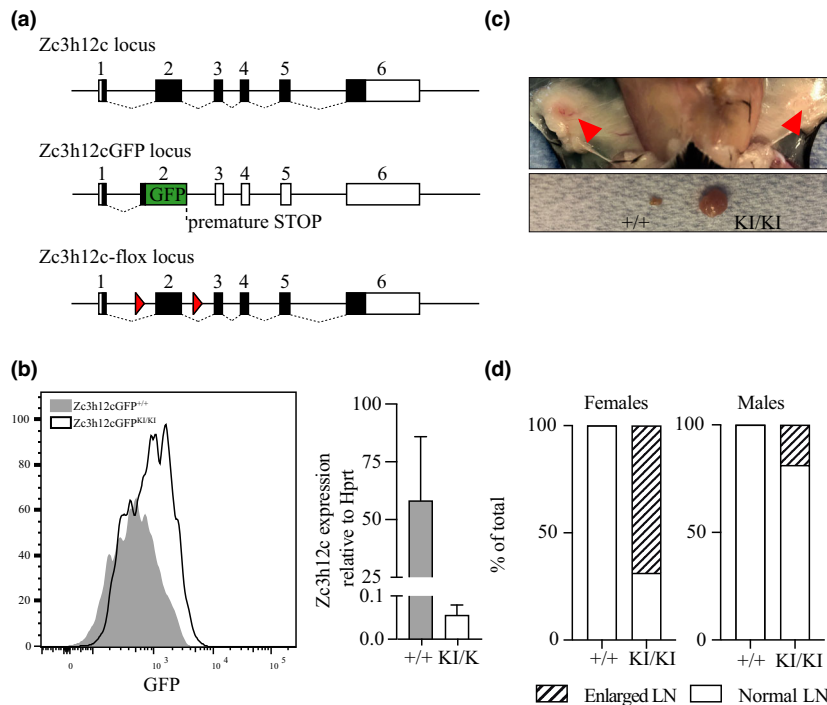 (a)
Zc3h12c locus
1 2 3 4 5 6
Zc3h12cGFP locus
1 2 3 4 5 6
GFP
premature STOP
Zc3h12c-flox locus
1 2 3 4 5 6
(b)
Zc3h12cGFP+/+
Zc3h12cGFPKI/KI
100
80
60
40
20
0
0 10³ 10⁴ 10⁵
GFP
Zc3h12c expression
relative to Hprt
100
75
50
25
0.1
0.0
+/+ KI/K
(c)
+/+ KI/KI
(d)
Females Males
% of total
100
50
0
+/+ KI/KI
100
50
0
+/+ KI/KI
Enlarged LN Normal LN